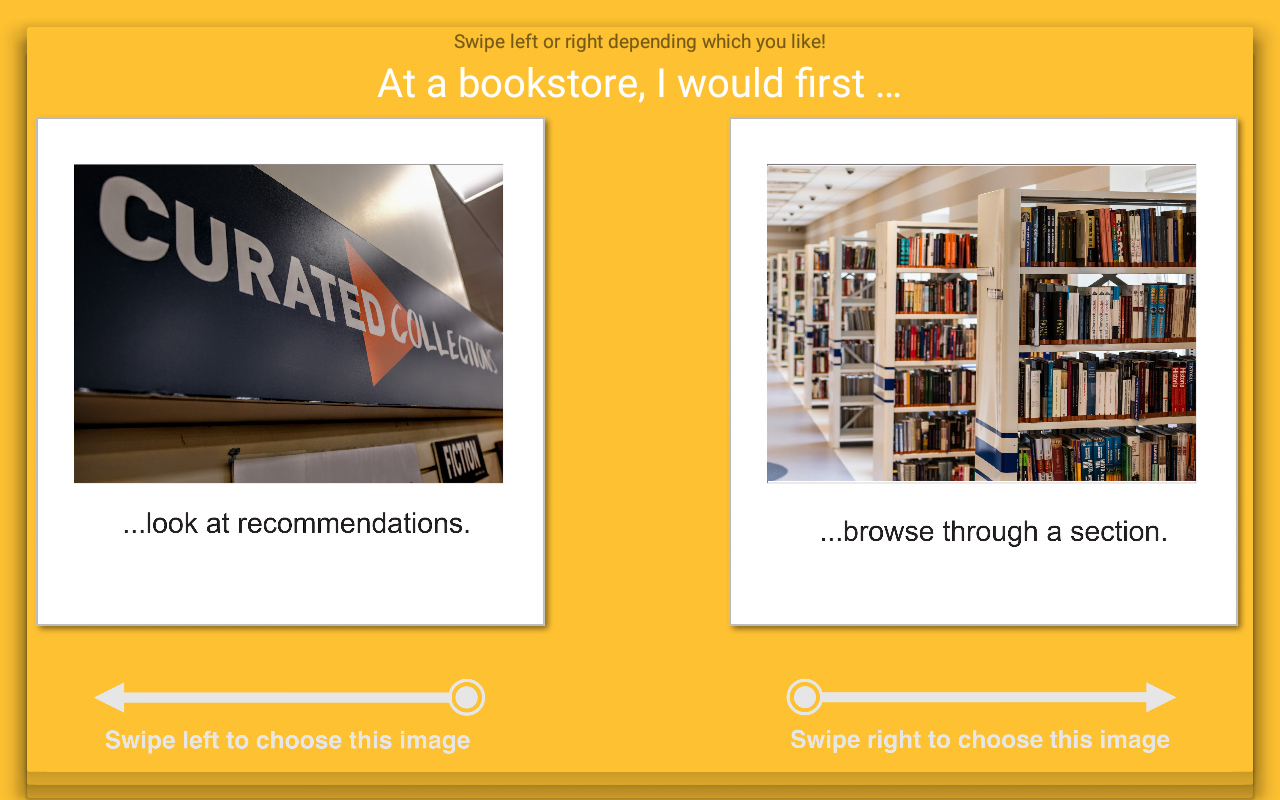 Swipe left or right depending which you like!
At a bookstore, I would first ...
CURATED COLLECTIONS
FICTION
...look at recommendations.
...browse through a section.
Swipe left to choose this image
Swipe right to choose this image